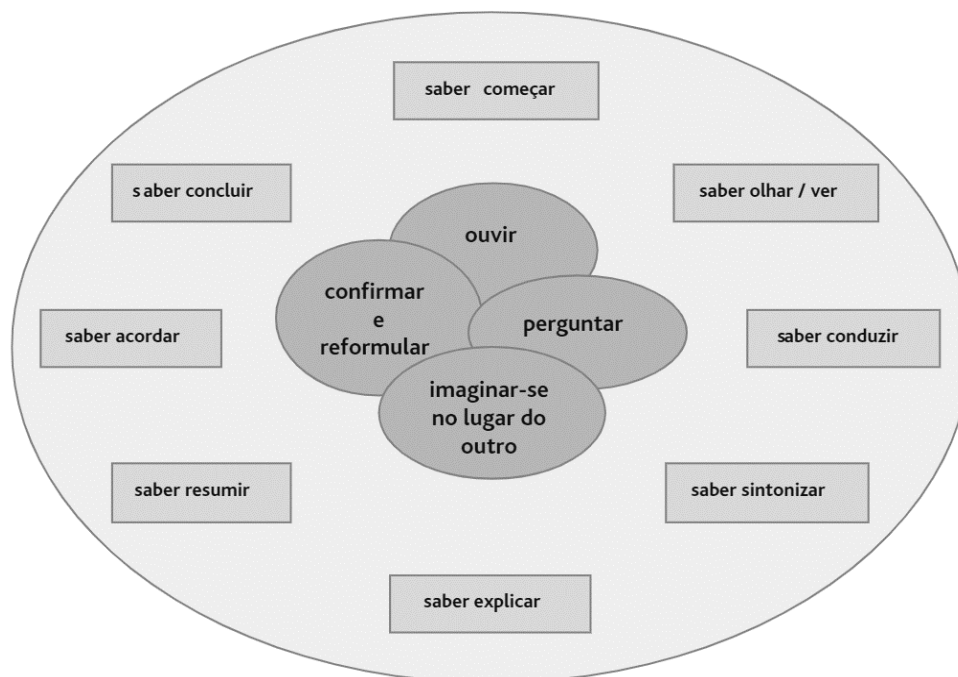 saber começar
saber concluir
saber olhar / ver
ouvir
confirmar
e
reformular
perguntar
saber acordar
saber conduzir
imaginar-se
no lugar do
outro
saber resumir
saber sintonizar
saber explicar